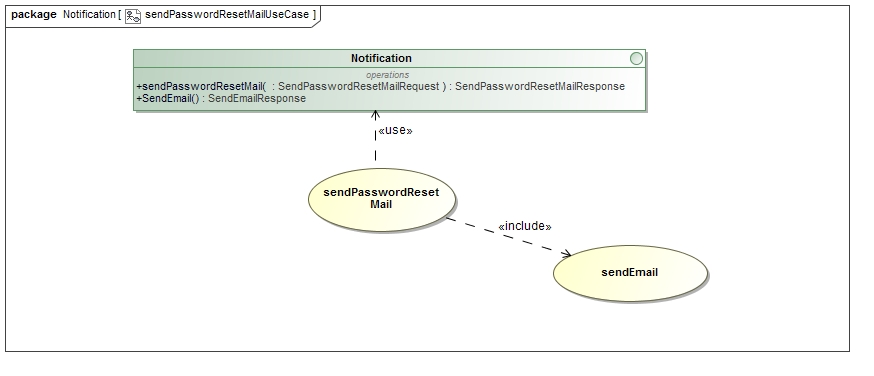 package Notification [ sendPasswordResetMailUseCase ]
Notification
operations
+sendPasswordResetMail( : SendPasswordResetMailRequest ) : SendPasswordResetMailResponse
+SendEmail() : SendEmailResponse
«use»
sendPasswordReset
Mail
«include»
sendEmail